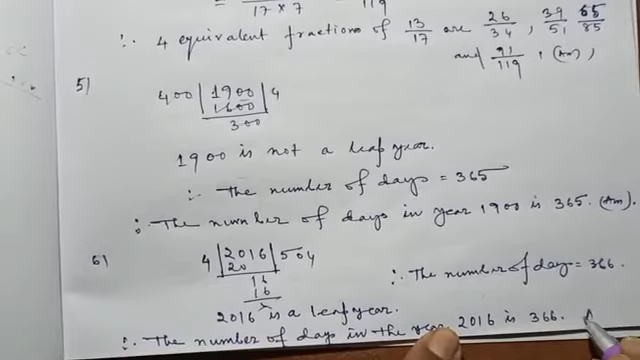 17 × 7 119
∴ 4 equivalent fractions of 13/17 are 26/34, 39/51 65/85
and 91/119, (Ans),
5)
400 | 1900 | 4
1600
300
1900 is not a leap year.
∴ The number of days = 365
∴ The number of days in year 1900 is 365. (Ans).
6)
4 | 2016 | 504
20
16
16
∴ The number of days = 366.
2016 is a leap year.
∴ The number of days in the year 2016 is 366.